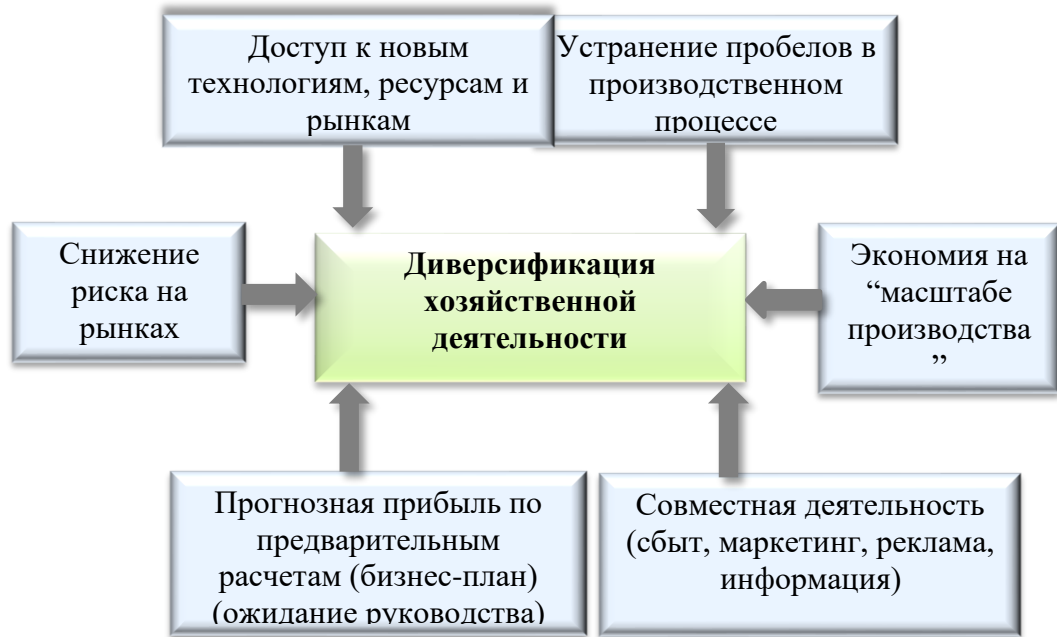 Доступ к новым
технологиям, ресурсам и
рынкам
Устранение пробелов в
производственном
процессе
Снижение
риска на
рынках
Диверсификация
хозяйственной
деятельности
Экономия на
“масштабе
производства
”
Прогнозная прибыль по
предварительным
расчетам (бизнес-план)
(ожидание руководства)
Совместная деятельность
(сбыт, маркетинг, реклама,
информация)